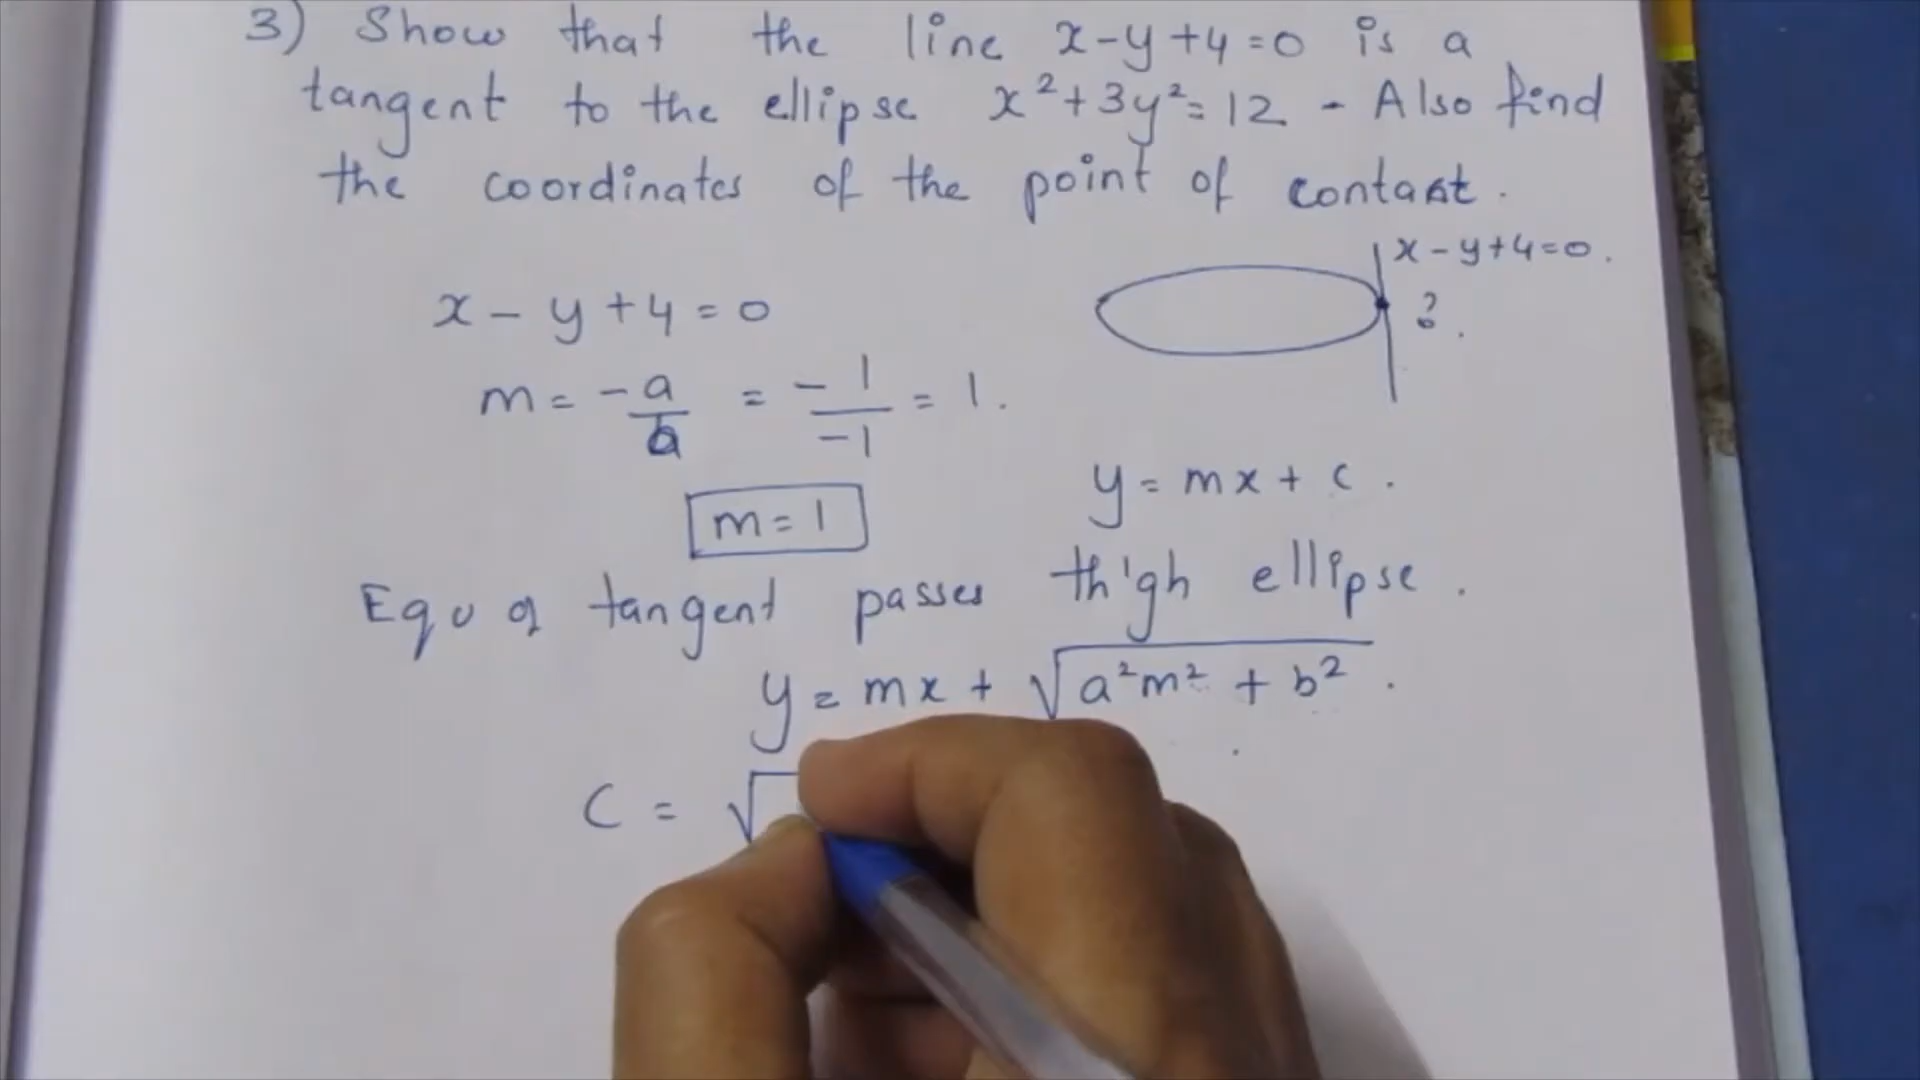 3) Show that the line x-y+4=0 is a
tangent to the ellipse x²+3y²=12 - Also find
the coordinates of the point of contact.
x-y+4=0.
?.
x - y + 4 = 0
m = -a/b = -1/-1 = 1.
m = 1
y = mx + c.
Equ of tangent passes th'gh ellipse.
y = mx + √a²m² + b².
C = √